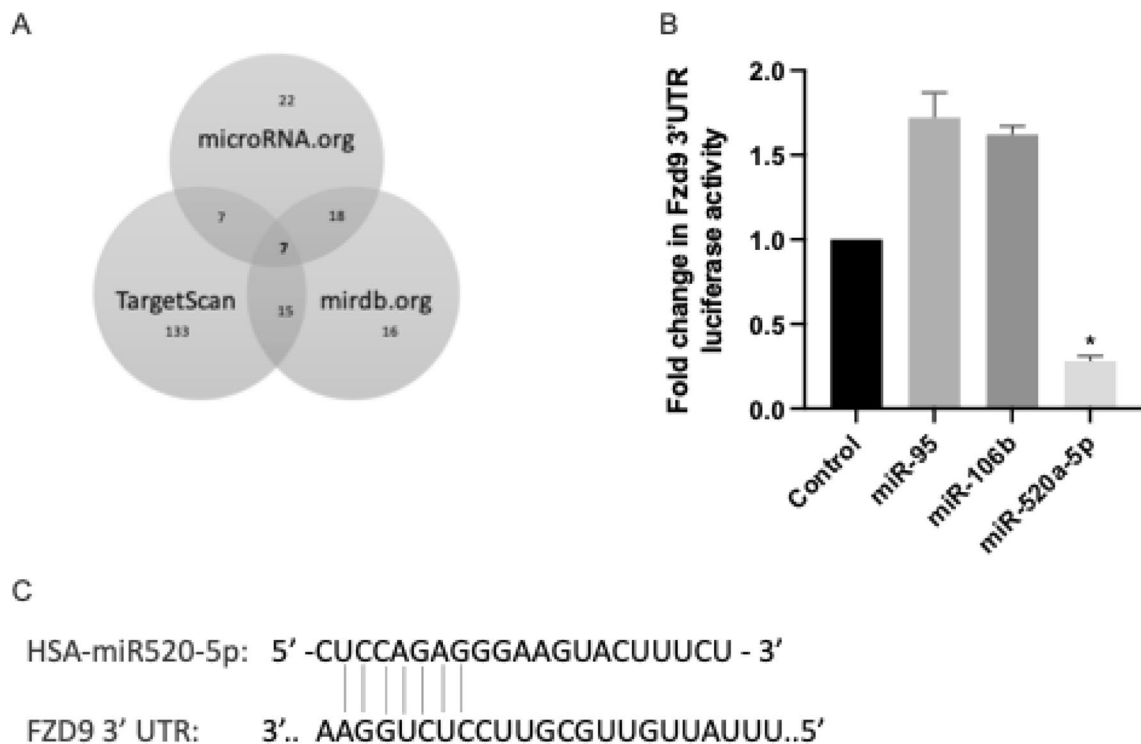 A
22
microRNA.org
7
18
7
TargetScan
15
mirdb.org
133
16
B
Fold change in Fzd9 3'UTR
luciferase activity
2.0
1.5
1.0
0.5
0.0
*
Control
miR-95
miR-106b
miR-520a-5p
C
HSA-miR520-5p: 5′ -CUCCAGAGGGAAGUACUUUCU - 3′
FZD9 3′ UTR: 3′.. AAGGUCUCCUUGCGUUGUUAUUU..5′